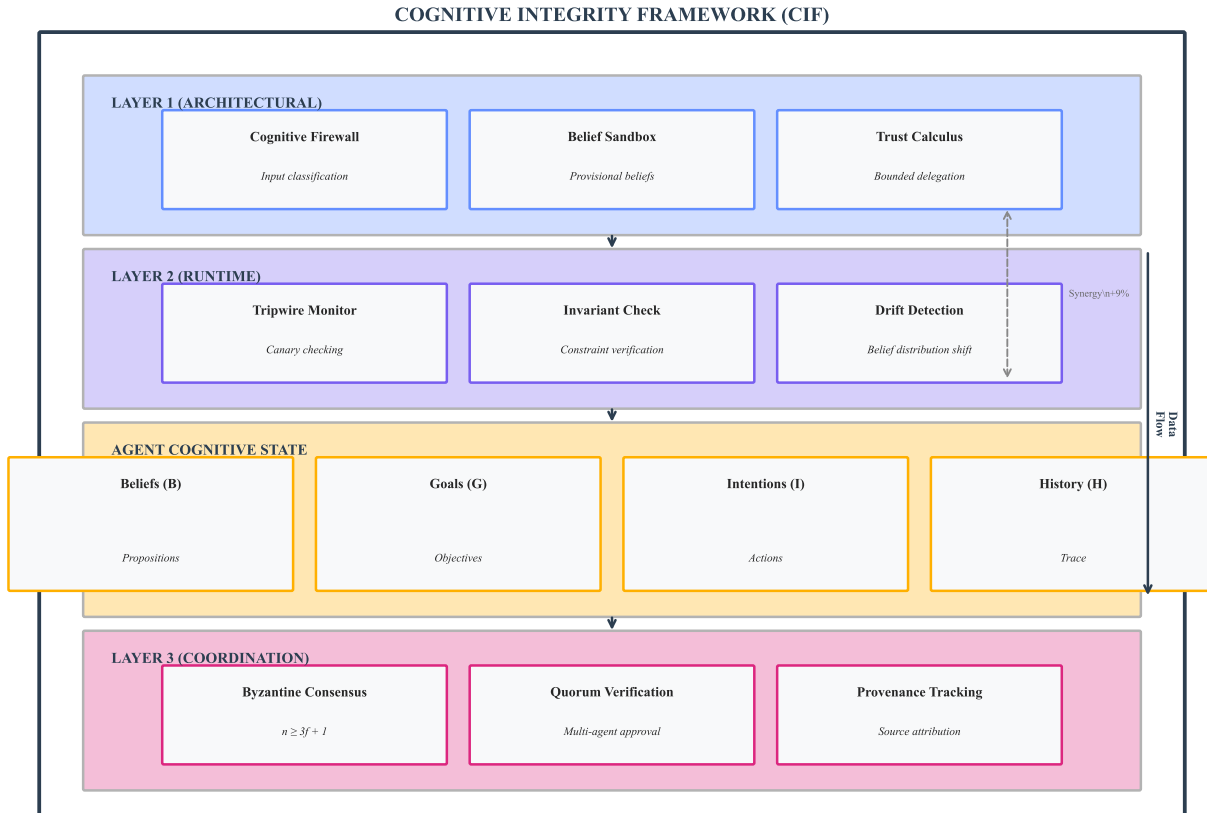 COGNITIVE INTEGRITY FRAMEWORK (CIF)
LAYER 1 (ARCHITECTURAL)
Cognitive Firewall
Input classification
Belief Sandbox
Provisional beliefs
Trust Calculus
Bounded delegation
LAYER 2 (RUNTIME)
Tripwire Monitor
Canary checking
Invariant Check
Constraint verification
Drift Detection
Belief distribution shift
Synergy\n+9%
Data
Flow
AGENT COGNITIVE STATE
Beliefs (B)
Propositions
Goals (G)
Objectives
Intentions (I)
Actions
History (H)
Trace
LAYER 3 (COORDINATION)
Byzantine Consensus
n ≥ 3f + 1
Quorum Verification
Multi-agent approval
Provenance Tracking
Source attribution